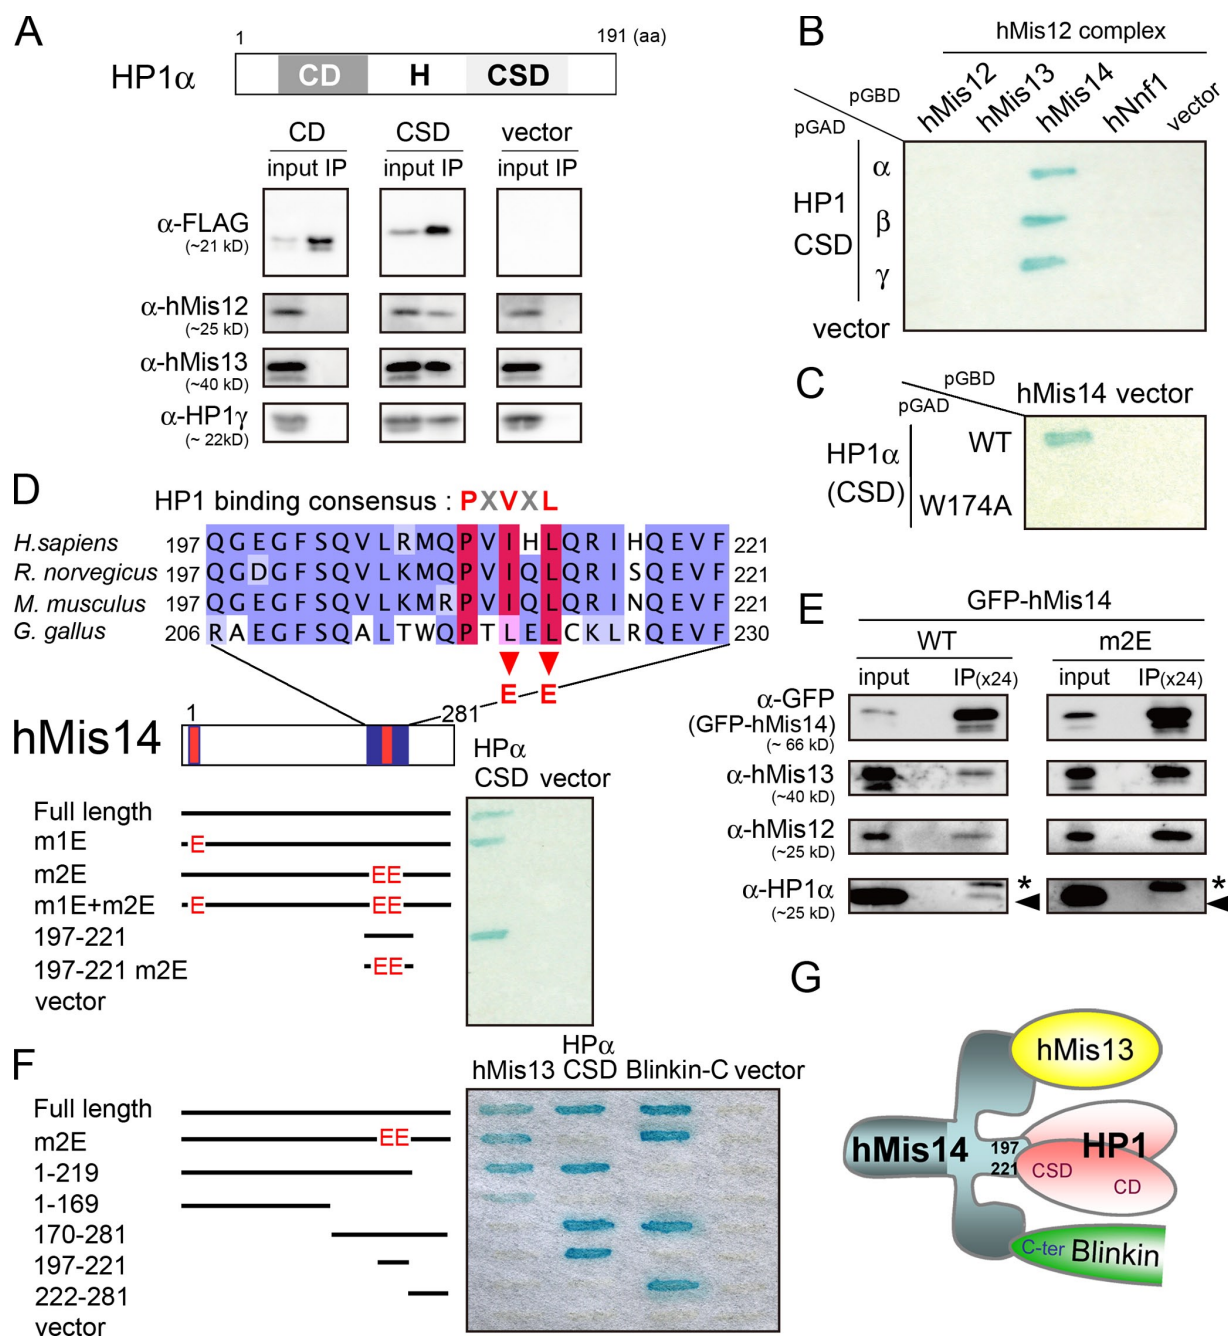 A
1 191 (aa)
HP1α CD H CSD
CD CSD vector
input IP input IP input IP
α-FLAG
(~21 kD)
α-hMis12
(~25 kD)
α-hMis13
(~40 kD)
α-HP1γ
(~ 22kD)
B
hMis12 complex
pGBD
pGAD
hMis12 hMis13 hMis14 hNnf1 vector
HP1
CSD
α
β
γ
vector
C
pGBD
pGAD
hMis14 vector
HP1α
(CSD)
WT
W174A
D
HP1 binding consensus : PXVXL
H.sapiens 197 QGEGFSQVLRMQPVIHLQRIHQEVF 221
R. norvegicus 197 QGDGFSQVLKMQPVIQLQRISQEVF 221
M. musculus 197 QGEGFSQVLKMRPVIQLQRINQEVF 221
G. gallus 206 RAEGFSQALTWQPTLELCKLRQEVF 230
E E
1 281
hMis14
HPα
CSD vector
Full length
m1E E
m2E EE
m1E+m2E E EE
197-221
197-221 m2E EE
vector
E
GFP-hMis14
WT m2E
input IP(x24) input IP(x24)
α-GFP
(GFP-hMis14)
(~ 66 kD)
α-hMis13
(~40 kD)
α-hMis12
(~25 kD)
α-HP1α
(~25 kD)
* *
F
HPα
hMis13 CSD Blinkin-C vector
Full length
m2E EE
1-219
1-169
170-281
197-221
222-281
vector
G
hMis13
hMis14
197
221
HP1
CSD
CD
C-ter Blinkin